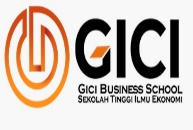 GICI
GICI BUSINESS SCHOOL
SEKOLAH TINGGI ILMU EKONOMI